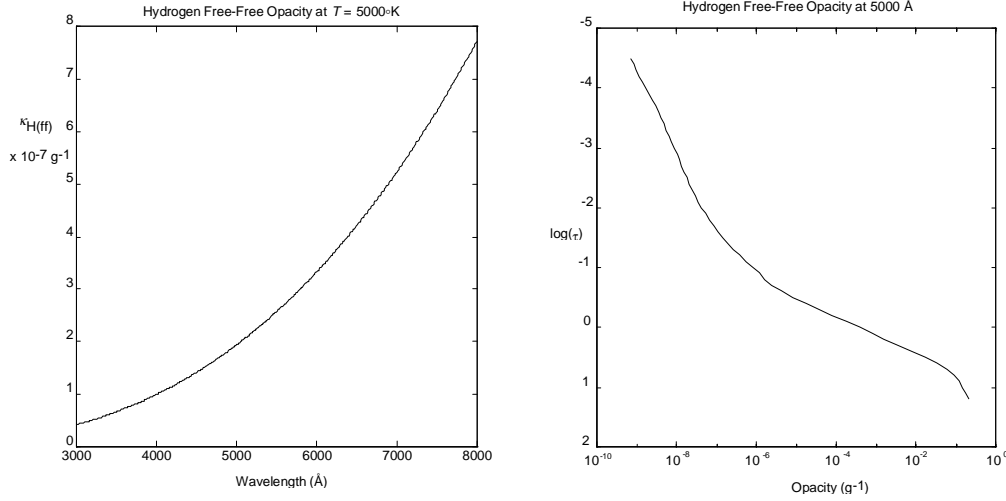 Hydrogen Free-Free Opacity at T = 5000∘K
8
7
6
5
4
3
2
1
0
κH(ff)
x 10-7 g-1
3000 4000 5000 6000 7000 8000
Wavelength (Å)
Hydrogen Free-Free Opacity at 5000 Å
-5
-4
-3
-2
-1
0
1
2
log(τ)
10-10 10-8 10-6 10-4 10-2 100
Opacity (g-1)